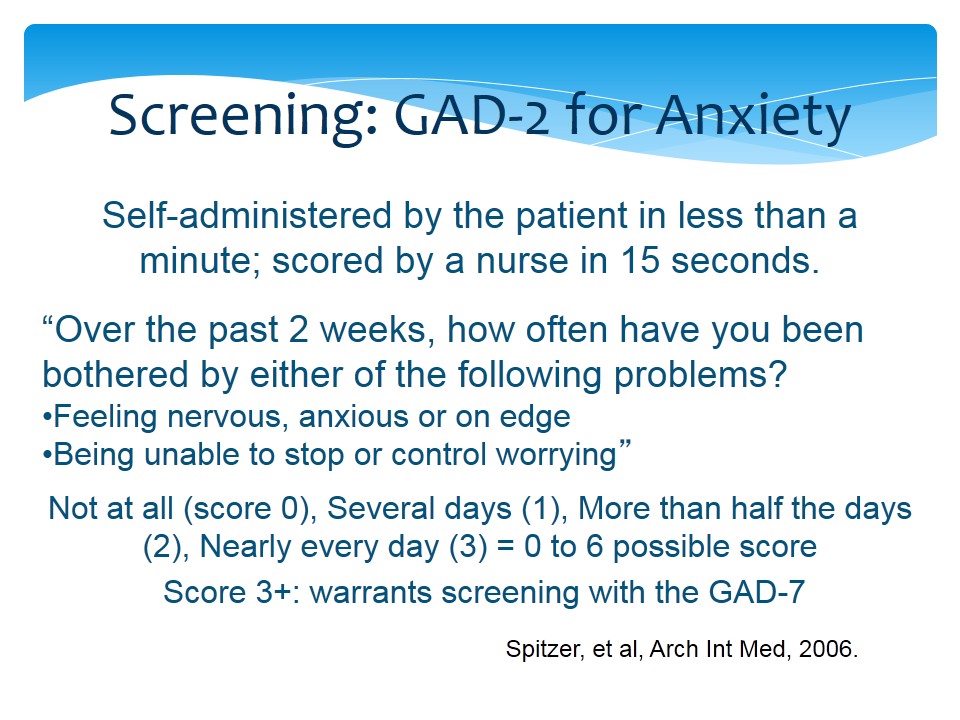 Screening: GAD-2 for Anxiety
Self-administered by the patient in less than a
minute; scored by a nurse in 15 seconds.
“Over the past 2 weeks, how often have you been
bothered by either of the following problems?
•Feeling nervous, anxious or on edge
•Being unable to stop or control worrying”
Not at all (score 0), Several days (1), More than half the days
(2), Nearly every day (3) = 0 to 6 possible score
Score 3+: warrants screening with the GAD-7
Spitzer, et al, Arch Int Med, 2006.